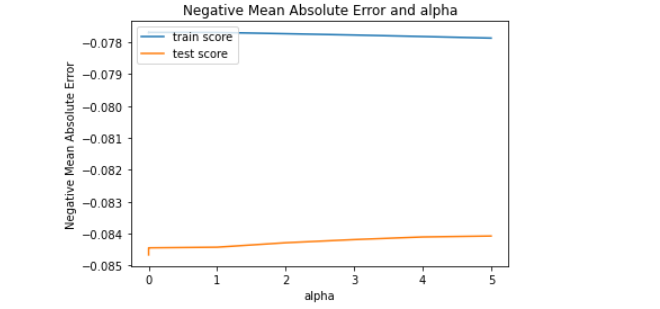 Negative Mean Absolute Error and alpha
train score
test score
Negative Mean Absolute Error
−0.078
−0.079
−0.080
−0.081
−0.082
−0.083
−0.084
−0.085
0 1 2 3 4 5
alpha